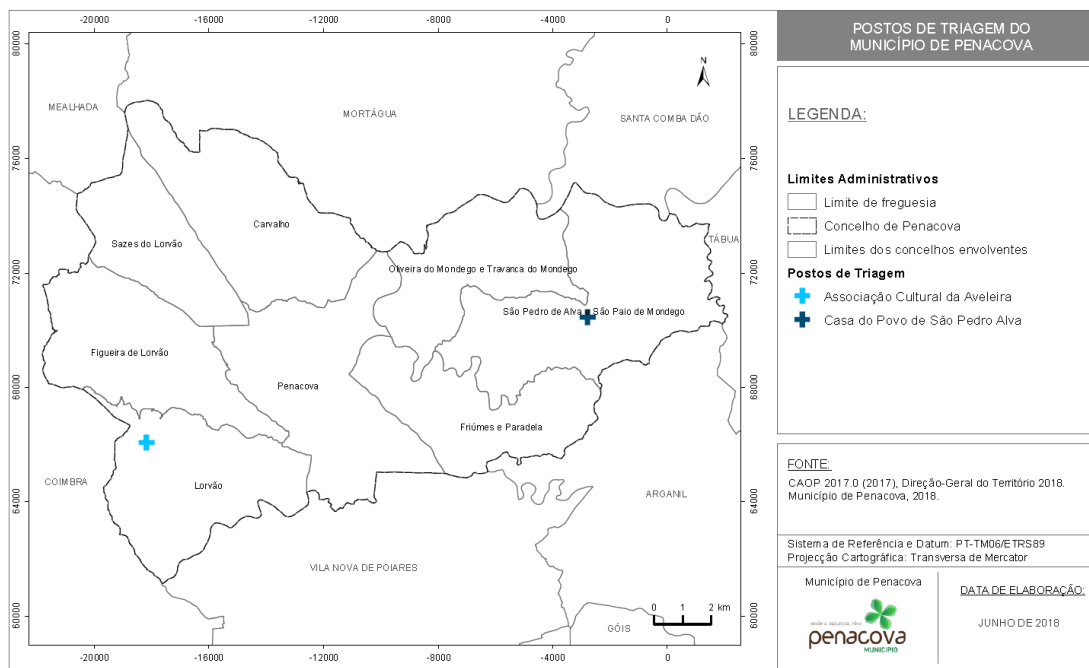 -20000 -16000 -12000 -8000 -4000 0
80000
76000
72000
68000
64000
60000
80000
76000
72000
68000
64000
60000
N
MEALHADA
MORTÁGUA
SANTA COMBA DÃO
TÁBUA
Carvalho
Sazes do Lorvão
Oliveira do Mondego e Travanca do Mondego
São Pedro de Alva e São Paio de Mondego
Figueira de Lorvão
Penacova
Friúmes e Paradela
COIMBRA
Lorvão
ARGANIL
VILA NOVA DE POIARES
GÓIS
0 1 2 km
-20000 -16000 -12000 -8000 -4000 0
POSTOS DE TRIAGEM DO
MUNICÍPIO DE PENACOVA
LEGENDA:
Limites Administrativos
Limite de freguesia
Concelho de Penacova
Limites dos concelhos envolventes
Postos de Triagem
Associação Cultural da Aveleira
Casa do Povo de São Pedro Alva
FONTE:
CAOP 2017.0 (2017), Direção-Geral do Território 2018.
Município de Penacova, 2018.
Sistema de Referência e Datum: PT-TM06/ETRS89
Projecção Cartográfica: Transversa de Mercator
Município de Penacova
penacova
MUNICÍPIO
DATA DE ELABORAÇÃO:
JUNHO DE 2018